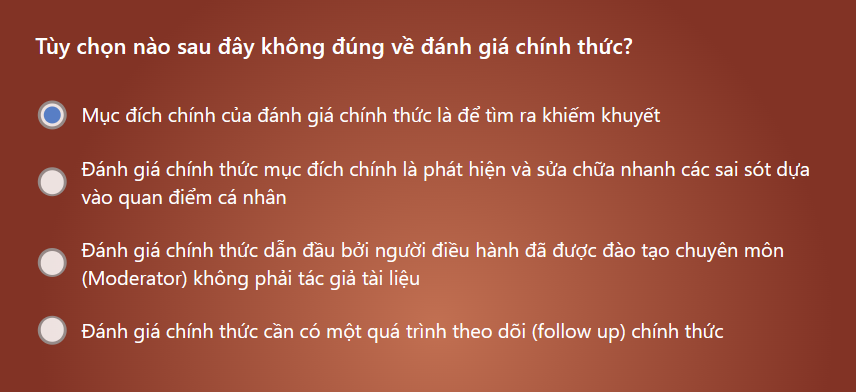 Tùy chọn nào sau đây không đúng về đánh giá chính thức?
Mục đích chính của đánh giá chính thức là để tìm ra khiếm khuyết
Đánh giá chính thức mục đích chính là phát hiện và sửa chữa nhanh các sai sót dựa
vào quan điểm cá nhân
Đánh giá chính thức dẫn đầu bởi người điều hành đã được đào tạo chuyên môn
(Moderator) không phải tác giả tài liệu
Đánh giá chính thức cần có một quá trình theo dõi (follow up) chính thức